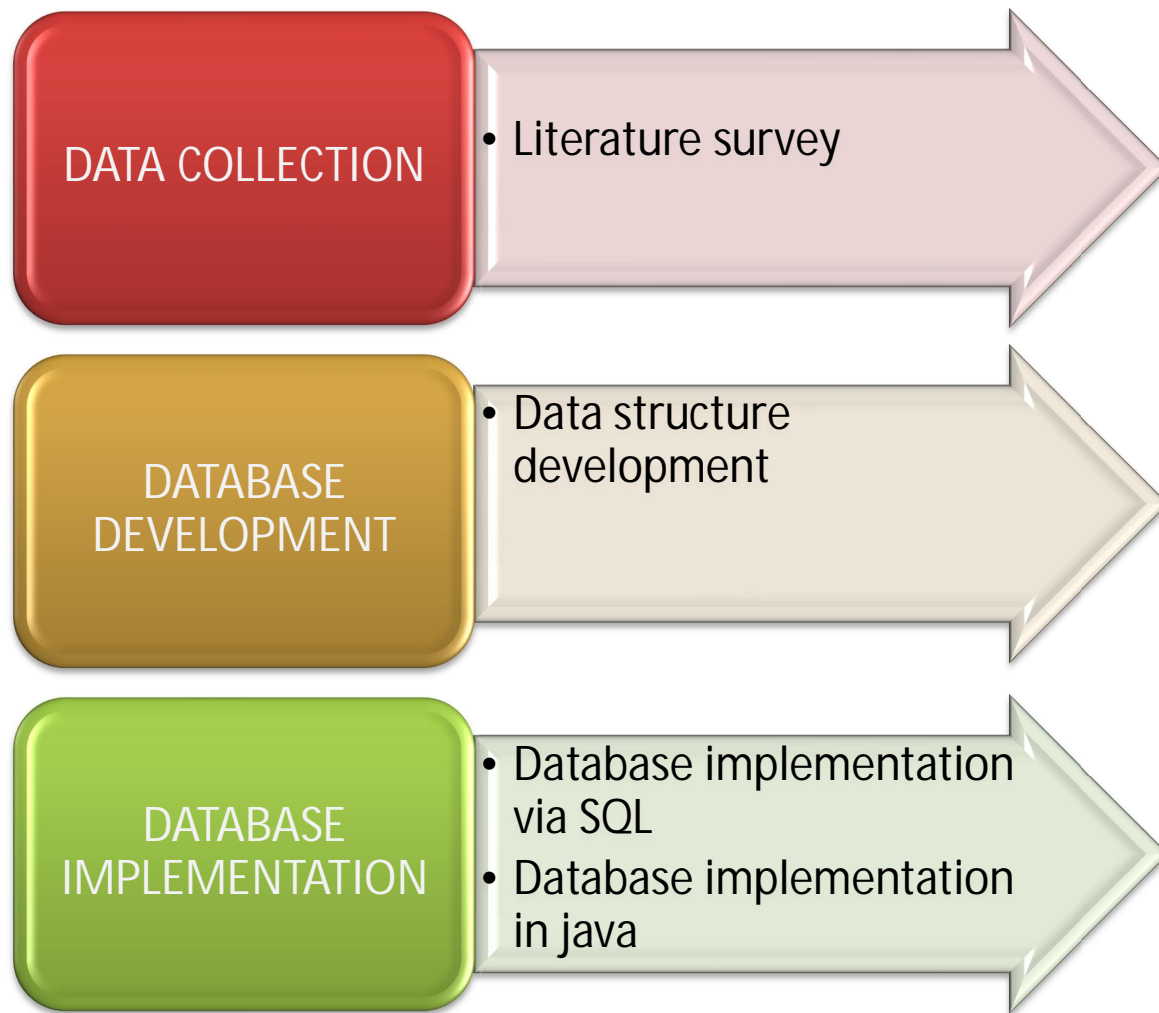 DATA COLLECTION
• Literature survey
DATABASE
DEVELOPMENT
• Data structure
development
DATABASE
IMPLEMENTATION
• Database implementation
via SQL
• Database implementation
in java